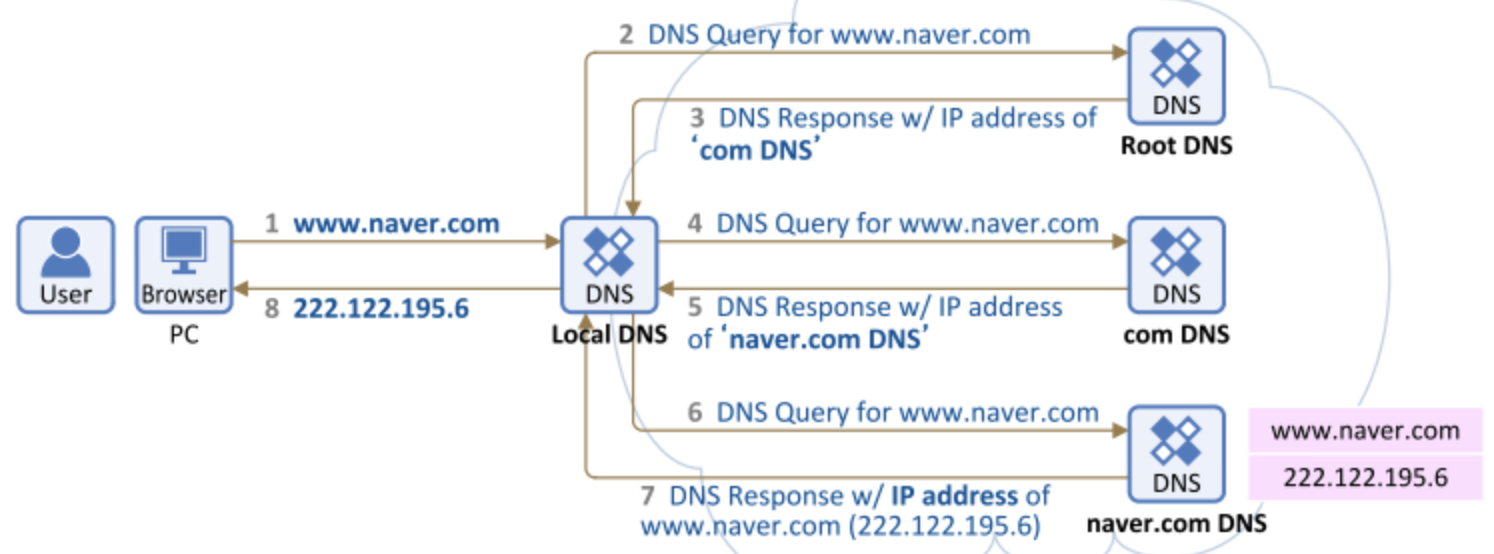 2 DNS Query for www.naver.com
DNS
Root DNS
3 DNS Response w/ IP address of
‘com DNS’
User
Browser
PC
1 www.naver.com
8 222.122.195.6
DNS
Local DNS
4 DNS Query for www.naver.com
5 DNS Response w/ IP address
of ‘naver.com DNS’
DNS
com DNS
6 DNS Query for www.naver.com
7 DNS Response w/ IP address of
www.naver.com (222.122.195.6)
DNS
naver.com DNS
www.naver.com
222.122.195.6